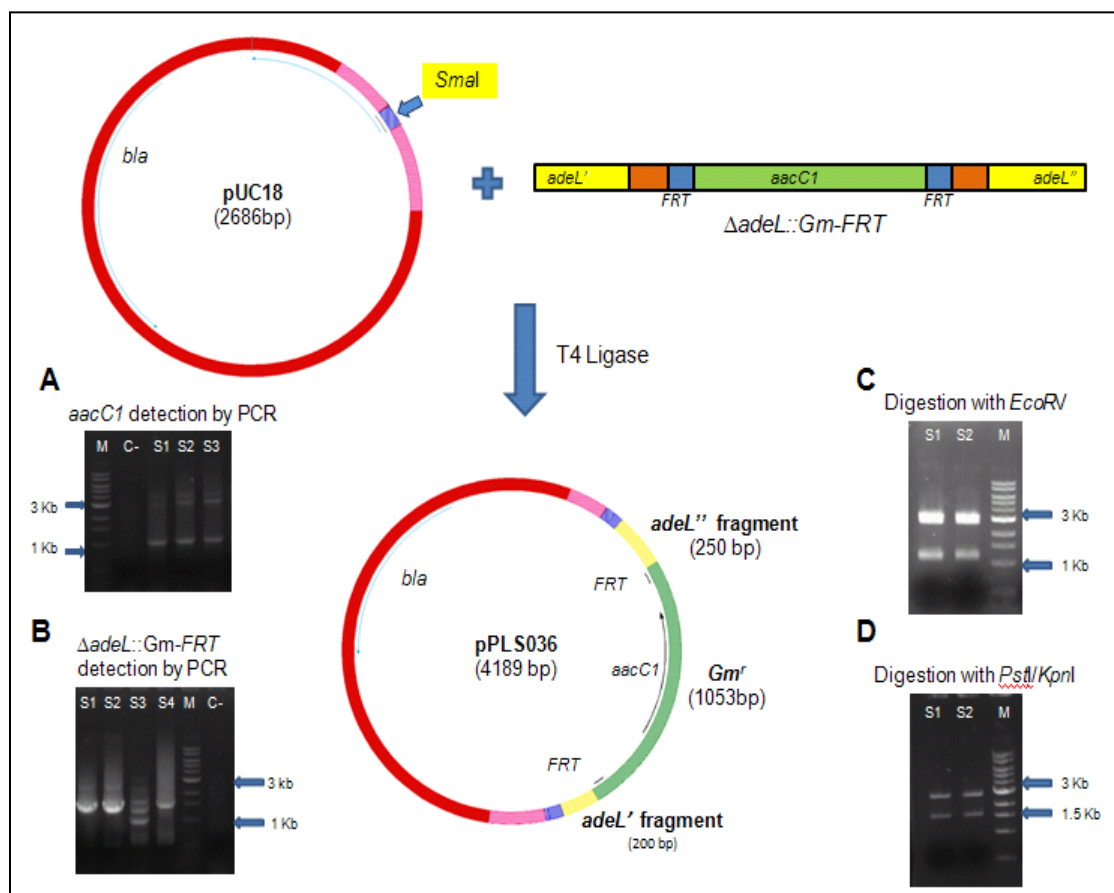 SmaI
bla
pUC18
(2686bp)
adeL'
aacC1
adeL"
FRT
FRT
ΔadeL::Gm-FRT
T4 Ligase
A
aacC1 detection by PCR
M C- S1 S2 S3
3 Kb
1 Kb
B
ΔadeL::Gm-FRT
detection by PCR
S1 S2 S3 S4 M C-
3 kb
1 Kb
bla
pPLS036
(4189 bp)
adeL'' fragment
(250 bp)
FRT
aacC1
Gmʳ
(1053bp)
FRT
adeL' fragment
(200 bp)
C
Digestion with EcoRV
S1 S2 M
3 Kb
1 Kb
D
Digestion with PstI/KpnI
S1 S2 M
3 Kb
1.5 Kb